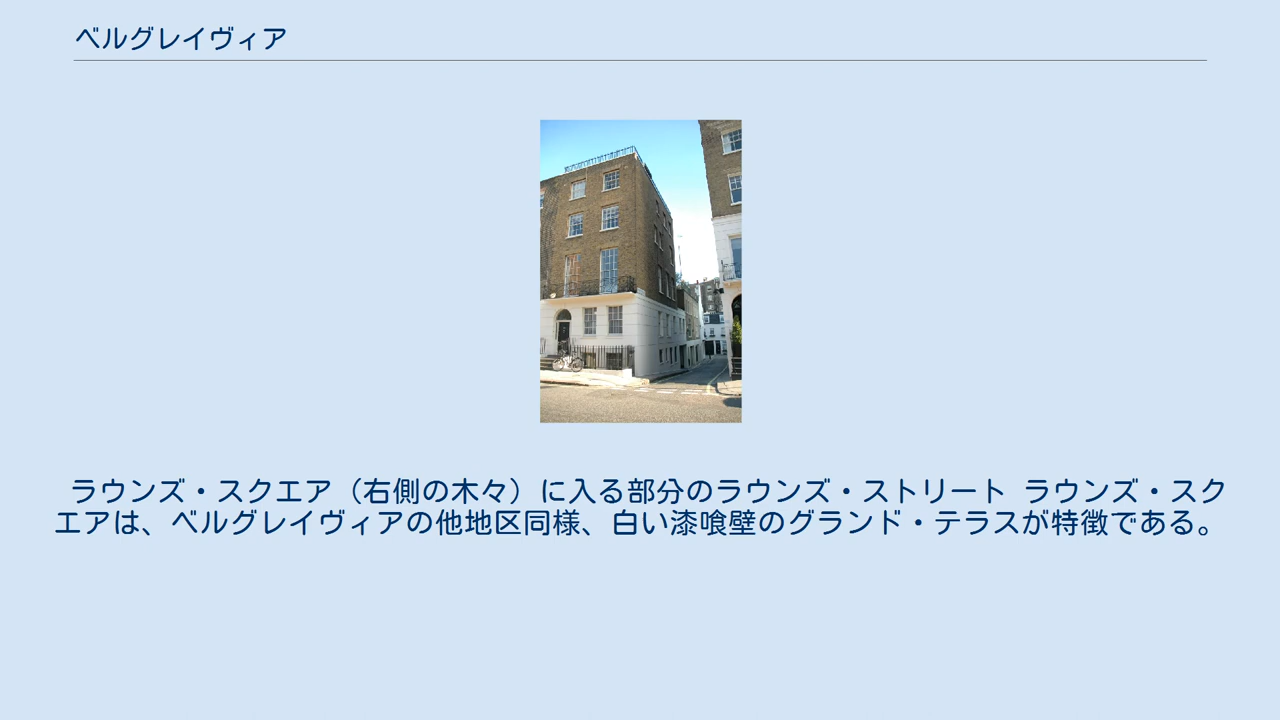 ベルグレイヴィア
ラウンズ・スクエア（右側の木々）に入る部分のラウンズ・ストリート ラウンズ・スク
エアは、ベルグレイヴィアの他地区同様、白い漆喰壁のグランド・テラスが特徴である。